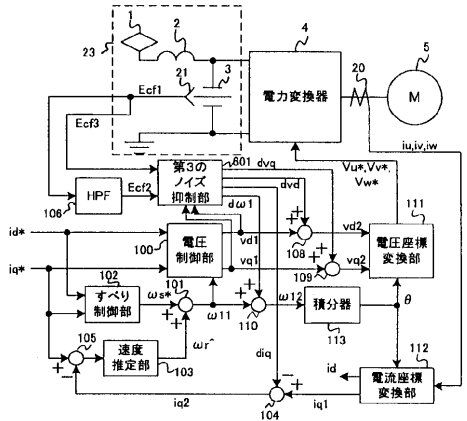 1
2
4
23
20
5
21
3
電力変換器
M
Ecf1
Ecf3
iu,iv,iw
601
dvq
第3の
ノイズ
抑制部
dvd
Vu*,Vv*,
Vw*
HPF
Ecf2
106
dω1
111
id*
100
電圧
制御部
vd1
108
vd2
電圧座標
変換部
iq*
vq1
109
vq2
102
101
すべり
制御部
ωs*
ω11
110
ω12
積分器
113
θ
105
速度
推定部
103
ωr^
diq
112
id
電流座標
変換部
iq2
104
iq1